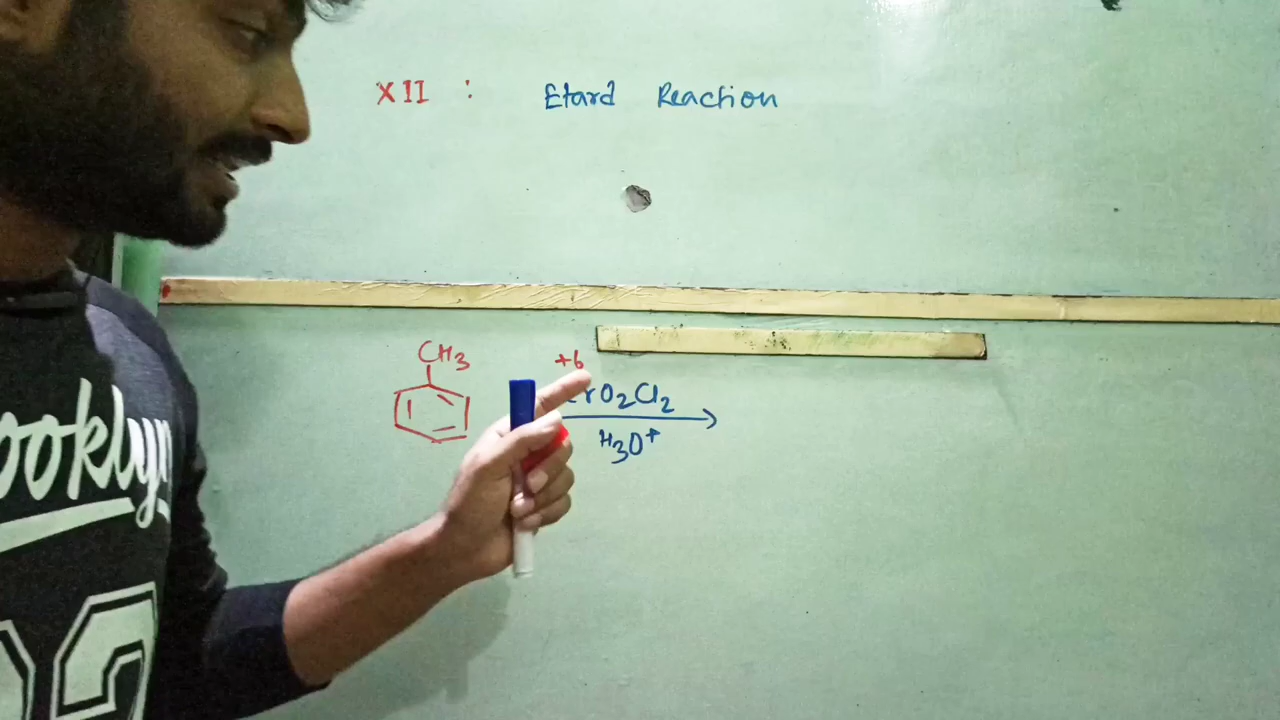 XII : Etard Reaction
CH3
+6
CrO2Cl2
H3O+
ooklyn